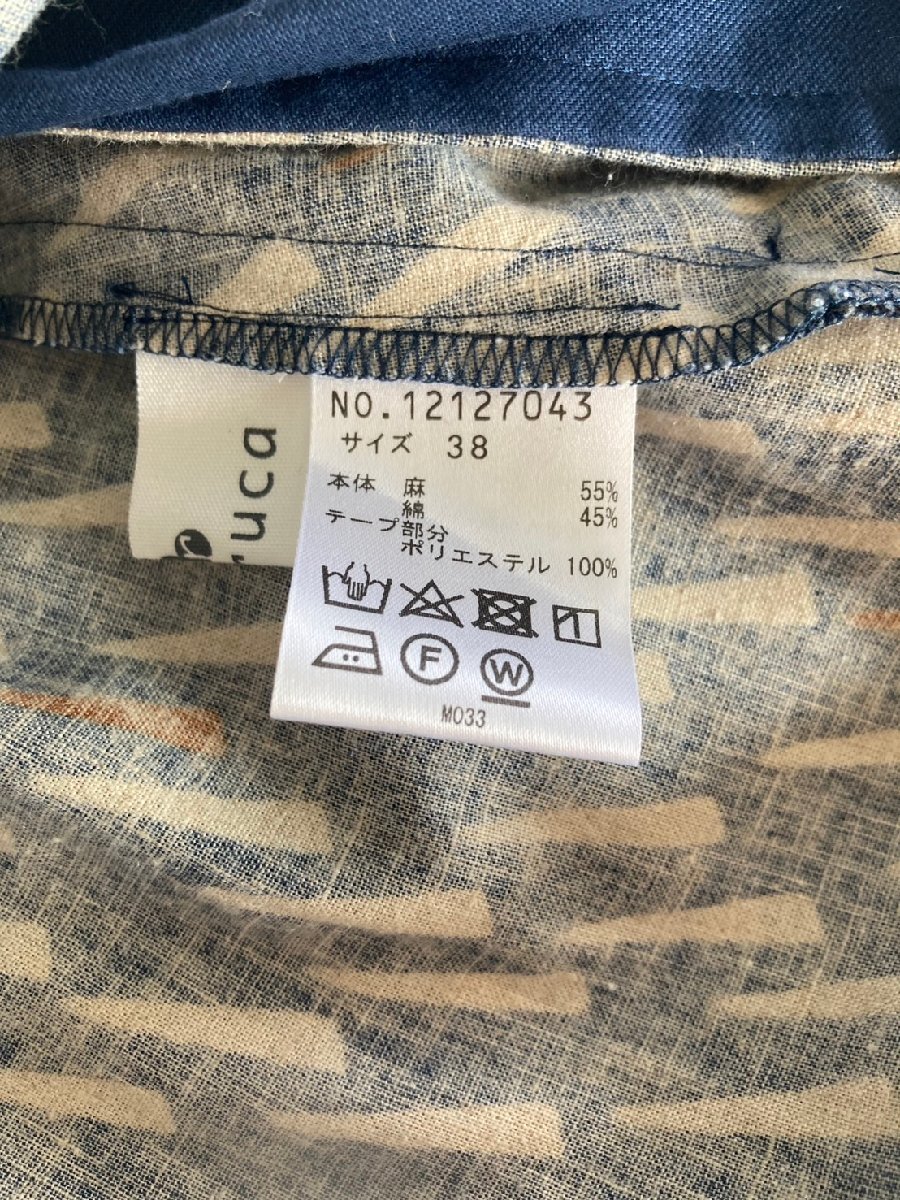 NO.12127043
サイズ 38
本体 麻 55%
綿 45%
テープ部分
ポリエステル 100%
F
W
M033
ruca